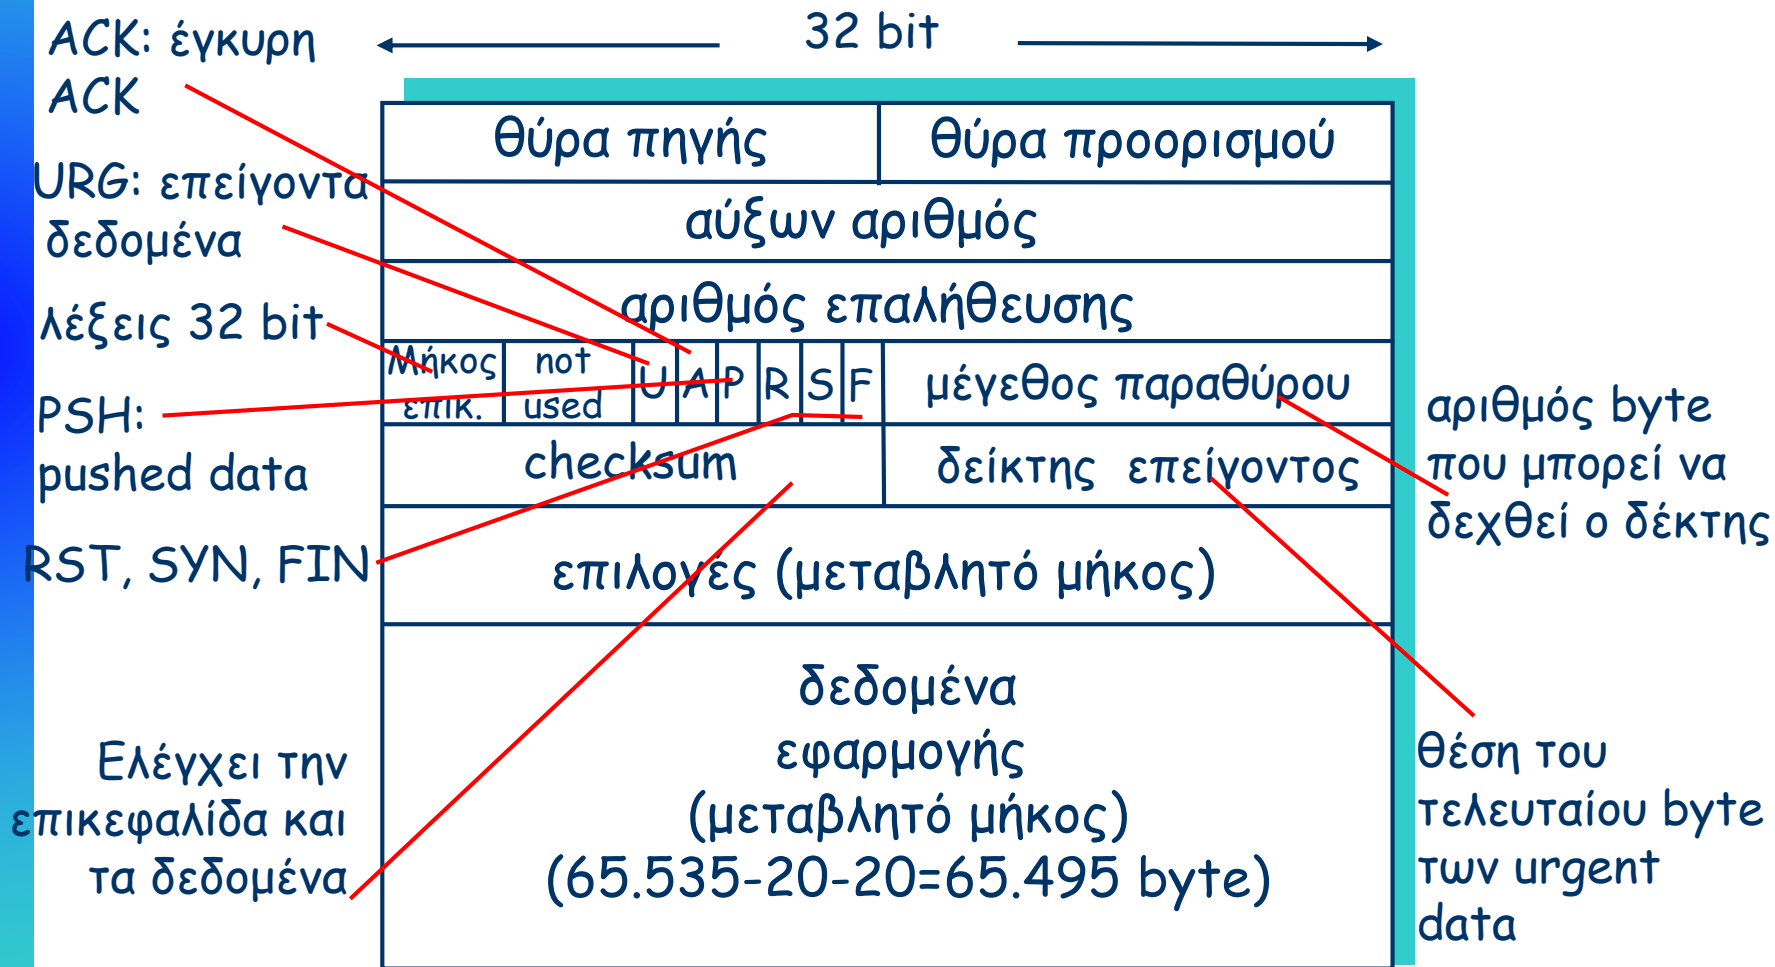 32 bit
ACK: έγκυρη
ACK
URG: επείγοντα
δεδομένα
λέξεις 32 bit
PSH:
pushed data
RST, SYN, FIN
Ελέγχει την
επικεφαλίδα και
τα δεδομένα
θύρα πηγής
θύρα προορισμού
αύξων αριθμός
αριθμός επαλήθευσης
Μήκος
επικ.
not
used
U
A
P
R
S
F
μέγεθος παραθύρου
checksum
δείκτης επείγοντος
επιλογές (μεταβλητό μήκος)
δεδομένα
εφαρμογής
(μεταβλητό μήκος)
(65.535-20-20=65.495 byte)
αριθμός byte
που μπορεί να
δεχθεί ο δέκτης
θέση του
τελευταίου byte
των urgent
data